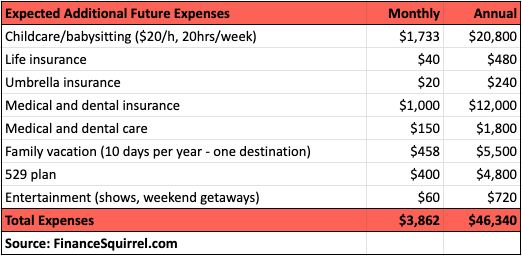 Expected Additional Future Expenses Monthly Annual
Childcare/babysitting ($20/h, 20hrs/week) $1,733 $20,800
Life insurance $40 $480
Umbrella insurance $20 $240
Medical and dental insurance $1,000 $12,000
Medical and dental care $150 $1,800
Family vacation (10 days per year - one destination) $458 $5,500
529 plan $400 $4,800
Entertainment (shows, weekend getaways) $60 $720
Total Expenses $3,862 $46,340
Source: FinanceSquirrel.com